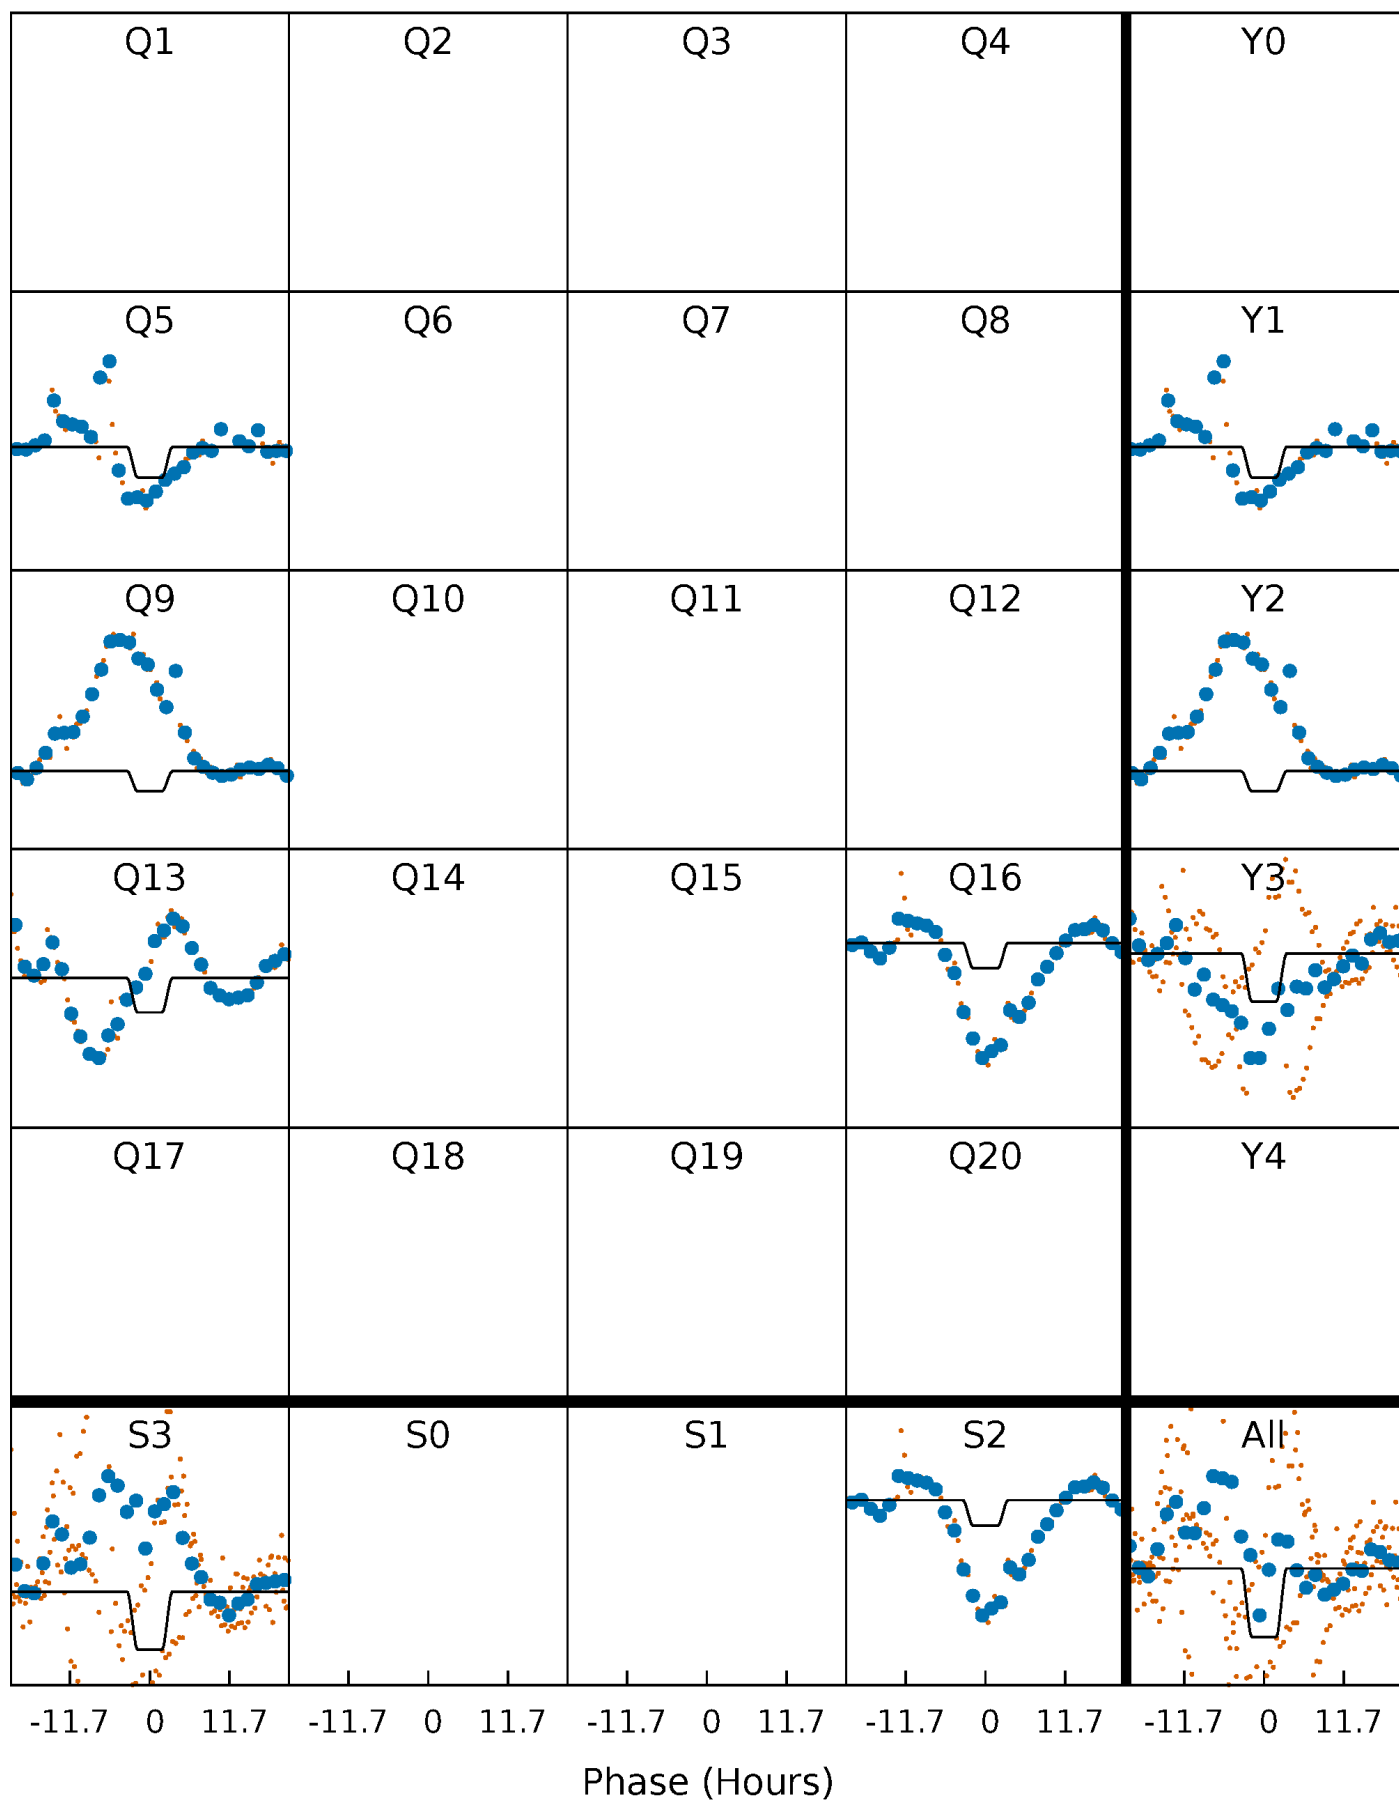 Q1 Q2 Q3 Q4 Y0
Q5 Q6 Q7 Q8 Y1
Q9 Q10 Q11 Q12 Y2
Q13 Q14 Q15 Q16 Y3
Q17 Q18 Q19 Q20 Y4
S3 S0 S1 S2 All
-11.7 0 11.7 -11.7 0 11.7 -11.7 0 11.7 -11.7 0 11.7 -11.7 0 11.7
Phase (Hours)